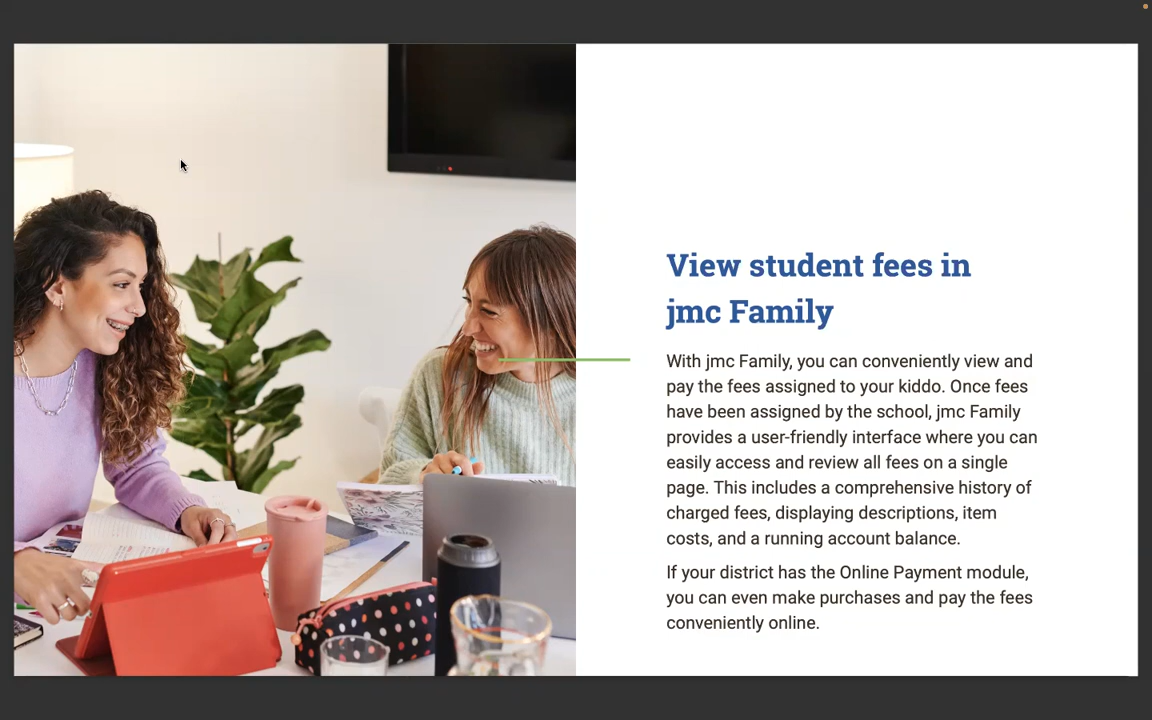 View student fees in
jmc Family
With jmc Family, you can conveniently view and
pay the fees assigned to your kiddo. Once fees
have been assigned by the school, jmc Family
provides a user-friendly interface where you can
easily access and review all fees on a single
page. This includes a comprehensive history of
charged fees, displaying descriptions, item
costs, and a running account balance.
If your district has the Online Payment module,
you can even make purchases and pay the fees
conveniently online.